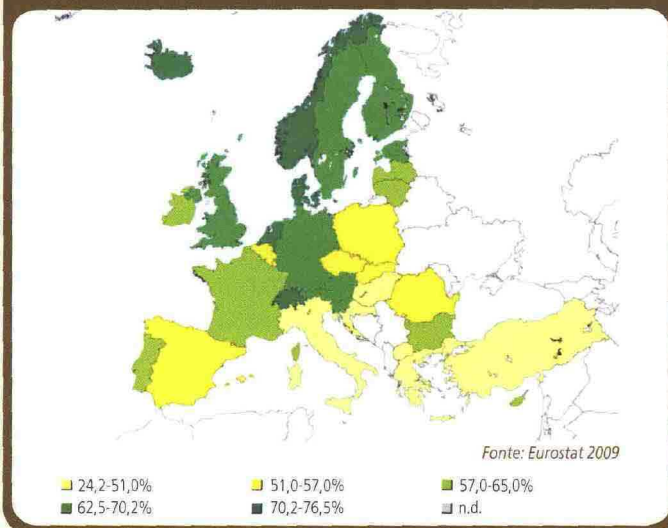 Fonte: Eurostat 2009
24,2-51,0% 51,0-57,0% 57,0-65,0%
62,5-70,2% 70,2-76,5% n.d.